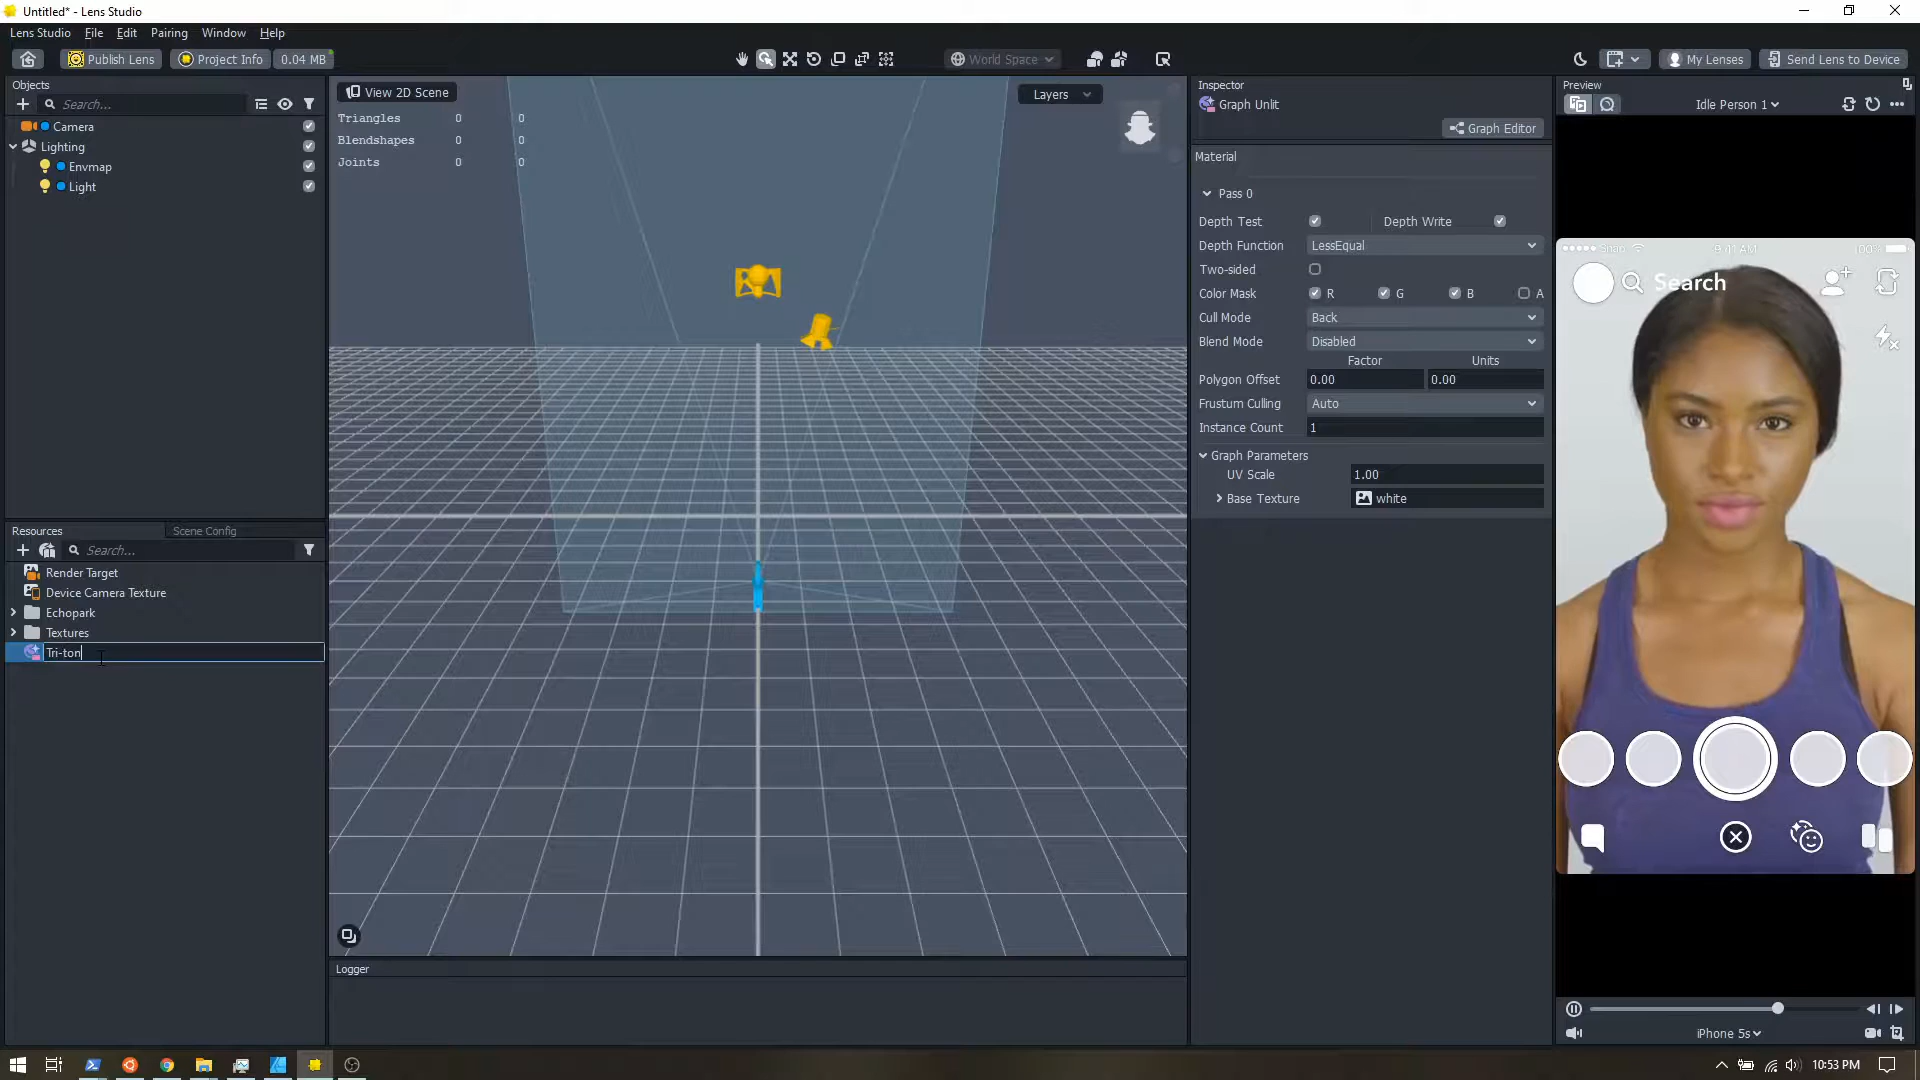 Untitled* - Lens Studio
Lens Studio File Edit Pairing Window Help
Publish Lens Project Info 0.04 MB World Space My Lenses Send Lens to Device
Objects
Search...
Camera
Lighting
Envmap
Light
Resources Scene Config
Search...
Render Target
Device Camera Texture
Echopark
Textures
Tri-ton
View 2D Scene
Layers
Triangles 0 0
Blendshapes 0 0
Joints 0 0
Logger
Inspector
Graph Unlit
Graph Editor
Material
Pass 0
Depth Test Depth Write
Depth Function LessEqual
Two-sided
Color Mask R G B A
Cull Mode Back
Blend Mode Disabled
Factor Units
Polygon Offset 0.00 0.00
Frustum Culling Auto
Instance Count 1
Graph Parameters
UV Scale 1.00
Base Texture white
Preview
Idle Person 1
Snap 9:41 AM 100%
Search
iPhone 5s
10:53 PM